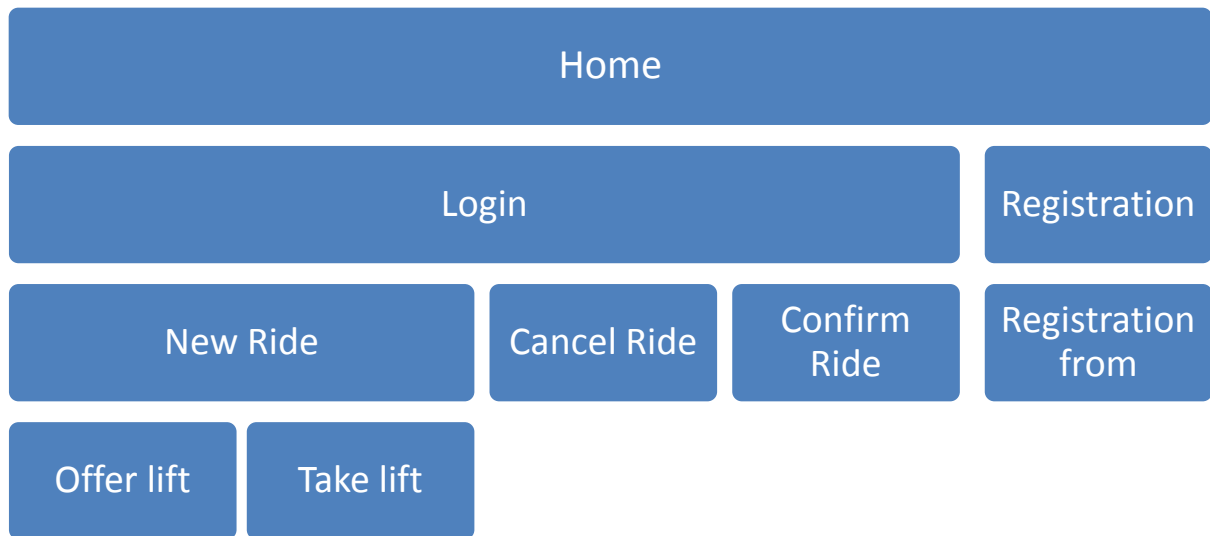 Home
Login
Registration
New Ride
Cancel Ride
Confirm
Ride
Registration
from
Offer lift
Take lift